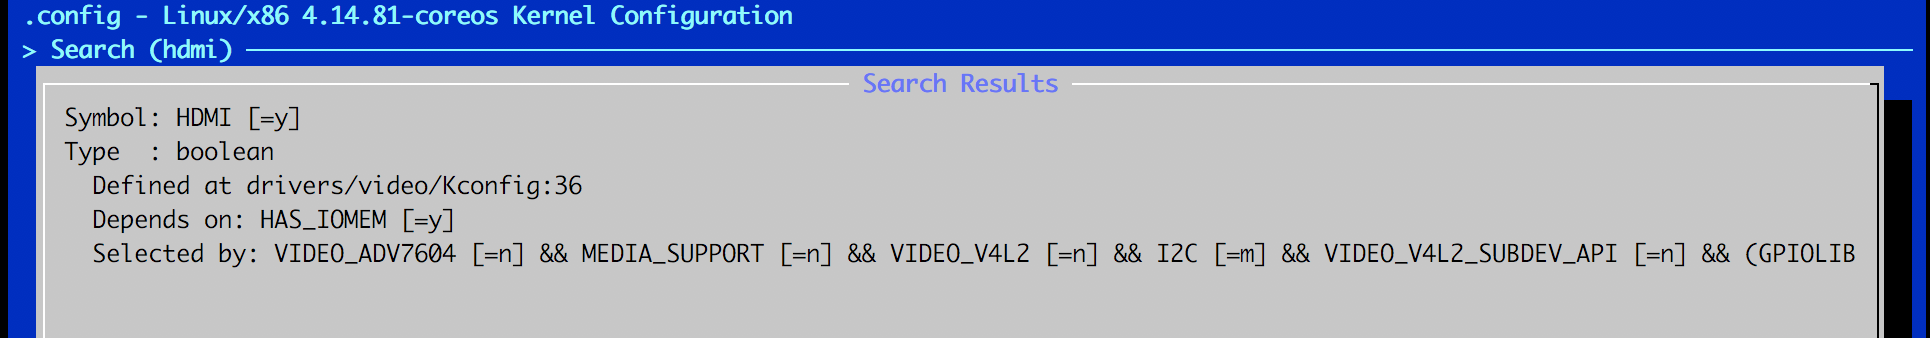 .config - Linux/x86 4.14.81-coreos Kernel Configuration
> Search (hdmi)
Search Results
Symbol: HDMI [=y]
Type  : boolean
Defined at drivers/video/Kconfig:36
Depends on: HAS_IOMEM [=y]
Selected by: VIDEO_ADV7604 [=n] && MEDIA_SUPPORT [=n] && VIDEO_V4L2 [=n] && I2C [=m] && VIDEO_V4L2_SUBDEV_API [=n] && (GPIOLIB